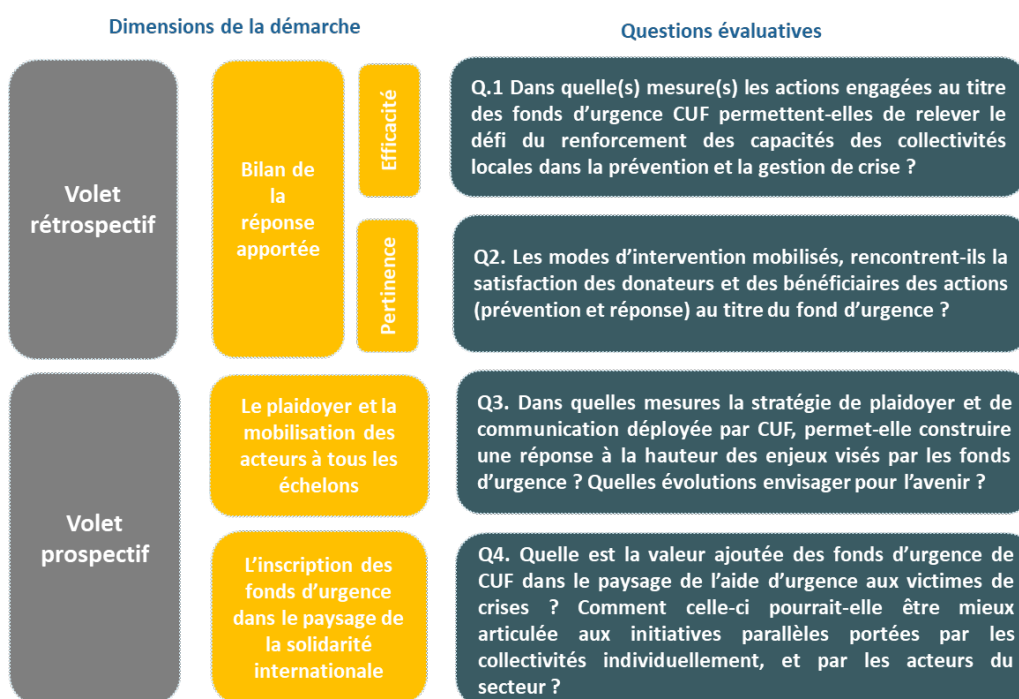 Dimensions de la démarche
Questions évaluatives
Volet
rétrospectif
Bilan de
la
réponse
apportée
Efficacité
Pertinence
Q.1 Dans quelle(s) mesure(s) les actions engagées au titre
des fonds d’urgence CUF permettent-elles de relever le
défi du renforcement des capacités des collectivités
locales dans la prévention et la gestion de crise ?
Q2. Les modes d’intervention mobilisés, rencontrent-ils la
satisfaction des donateurs et des bénéficiaires des actions
(prévention et réponse) au titre du fond d’urgence ?
Volet
prospectif
Le plaidoyer et la
mobilisation des
acteurs à tous les
échelons
Q3. Dans quelles mesures la stratégie de plaidoyer et de
communication déployée par CUF, permet-elle construire
une réponse à la hauteur des enjeux visés par les fonds
d’urgence ? Quelles évolutions envisager pour l’avenir ?
L’inscription des
fonds d’urgence
dans le paysage de
la solidarité
internationale
Q4. Quelle est la valeur ajoutée des fonds d’urgence de
CUF dans le paysage de l’aide d’urgence aux victimes de
crises ? Comment celle-ci pourrait-elle être mieux
articulée aux initiatives parallèles portées par les
collectivités individuellement, et par les acteurs du
secteur ?